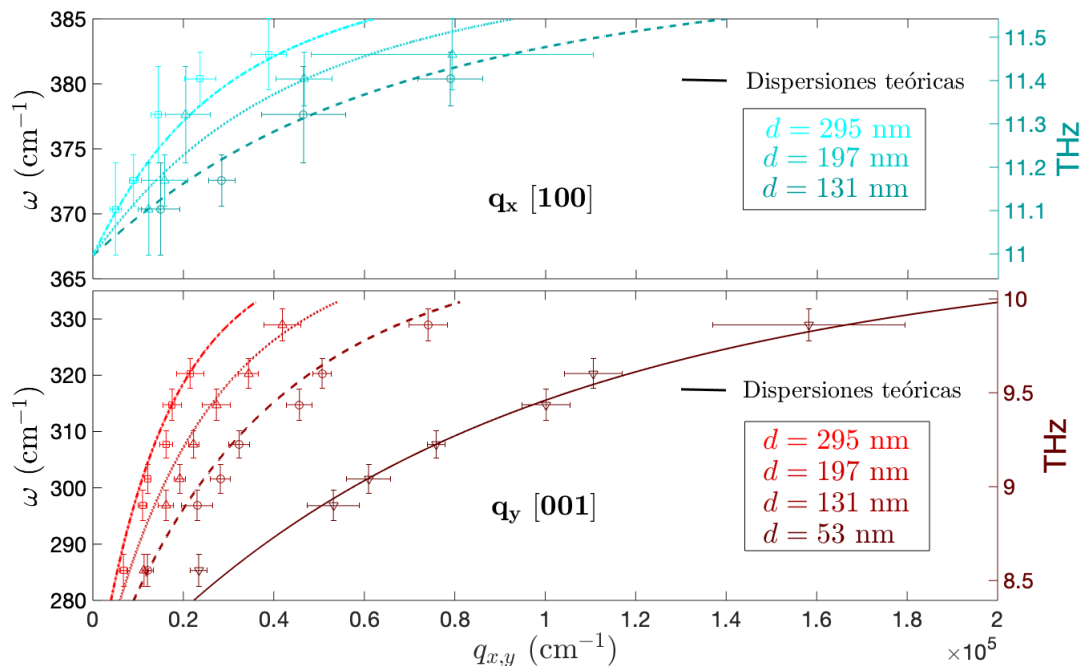 385
380
375
370
365
ω (cm⁻¹)
11.5
11.4
11.3
11.2
11.1
11
THz
Dispersiones teóricas
d = 295 nm
d = 197 nm
d = 131 nm
qₓ [100]
330
320
310
300
290
280
ω (cm⁻¹)
10
9.5
9
8.5
THz
Dispersiones teóricas
d = 295 nm
d = 197 nm
d = 131 nm
d = 53 nm
q_y [001]
0 0.2 0.4 0.6 0.8 1 1.2 1.4 1.6 1.8 2
q_{x,y} (cm⁻¹)
×10⁵